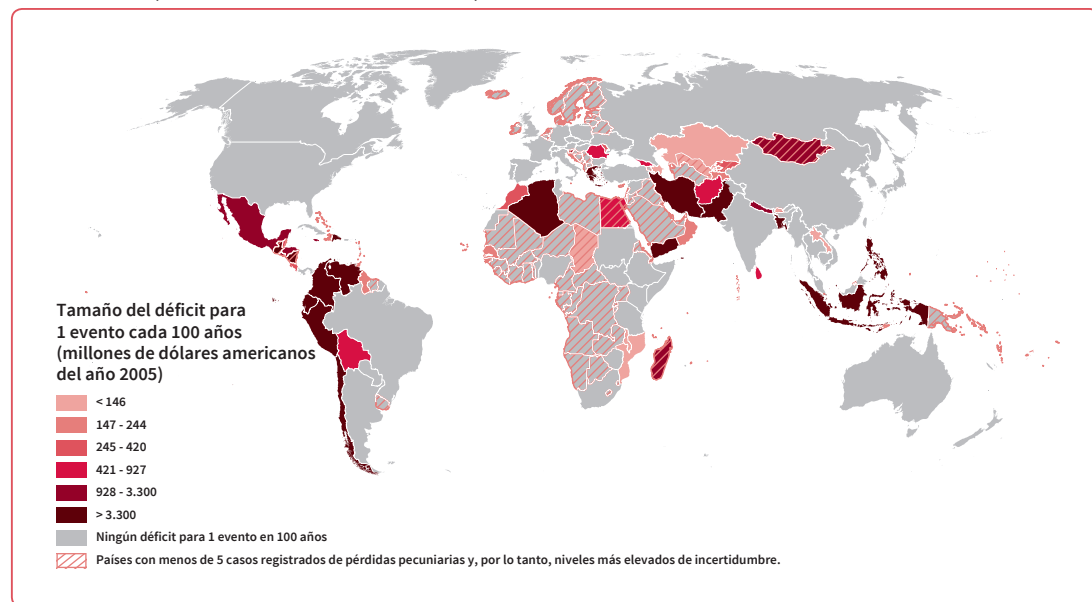 Tamaño del déficit para
1 evento cada 100 años
(millones de dólares americanos
del año 2005)
< 146
147 - 244
245 - 420
421 - 927
928 - 3.300
> 3.300
Ningún déficit para 1 evento en 100 años
Países con menos de 5 casos registrados de pérdidas pecuniarias y, por lo tanto, niveles más elevados de incertidumbre.